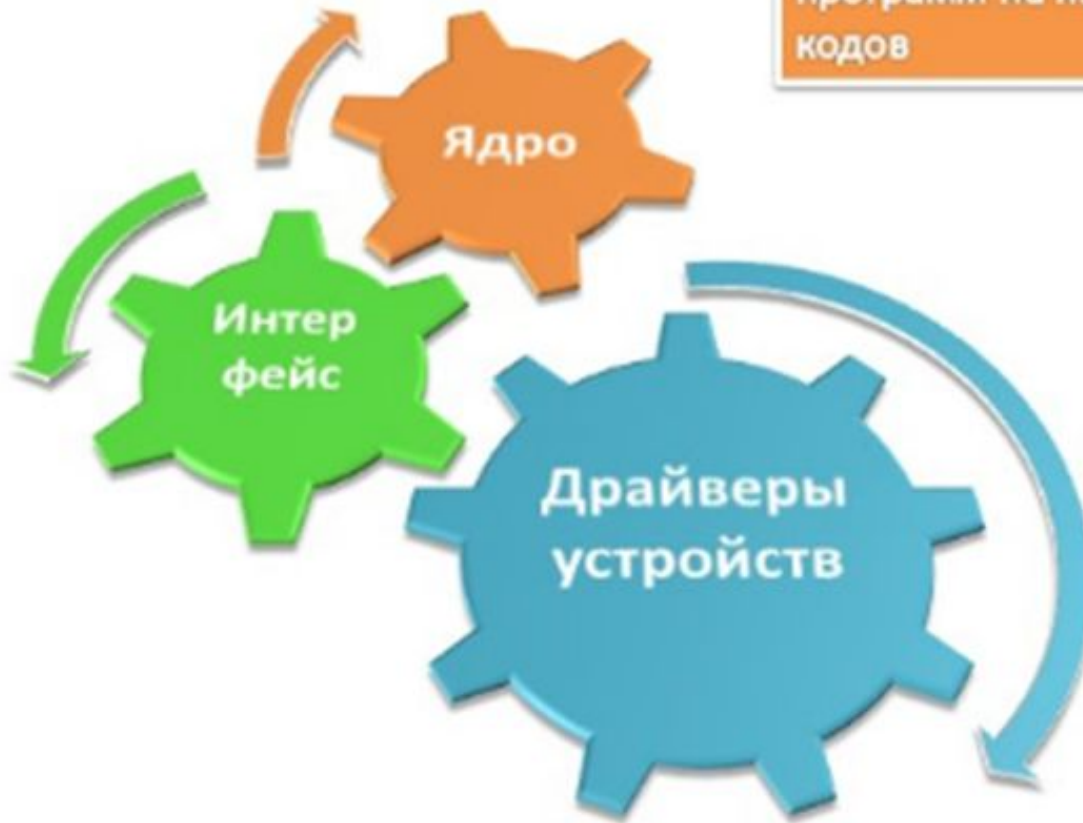 кодов
Ядро
Интер
фейс
Драйверы
устройств